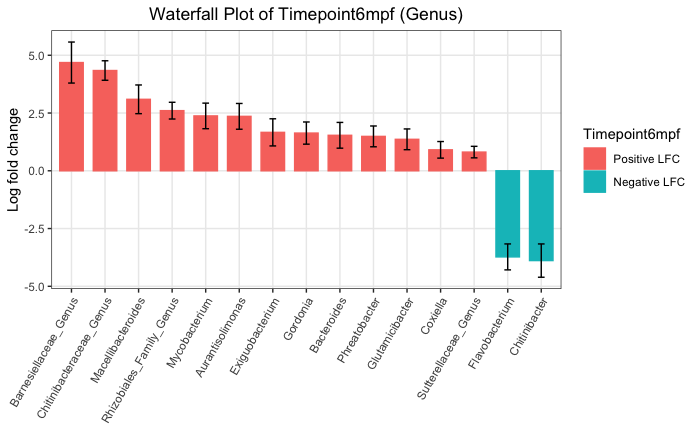 Waterfall Plot of Timepoint6mpf (Genus)
Log fold change
5.0
2.5
0.0
-2.5
-5.0
Barnesiellaceae_Genus
Chitinibacteraceae_Genus
Macellibacteroides
Rhizobiales_Family_Genus
Mycobacterium
Aurantisolimonas
Exiguobacterium
Gordonia
Bacteroides
Phreatobacter
Glutamicibacter
Coxiella
Sutterellaceae_Genus
Flavobacterium
Chitinibacter
Timepoint6mpf
Positive LFC
Negative LFC